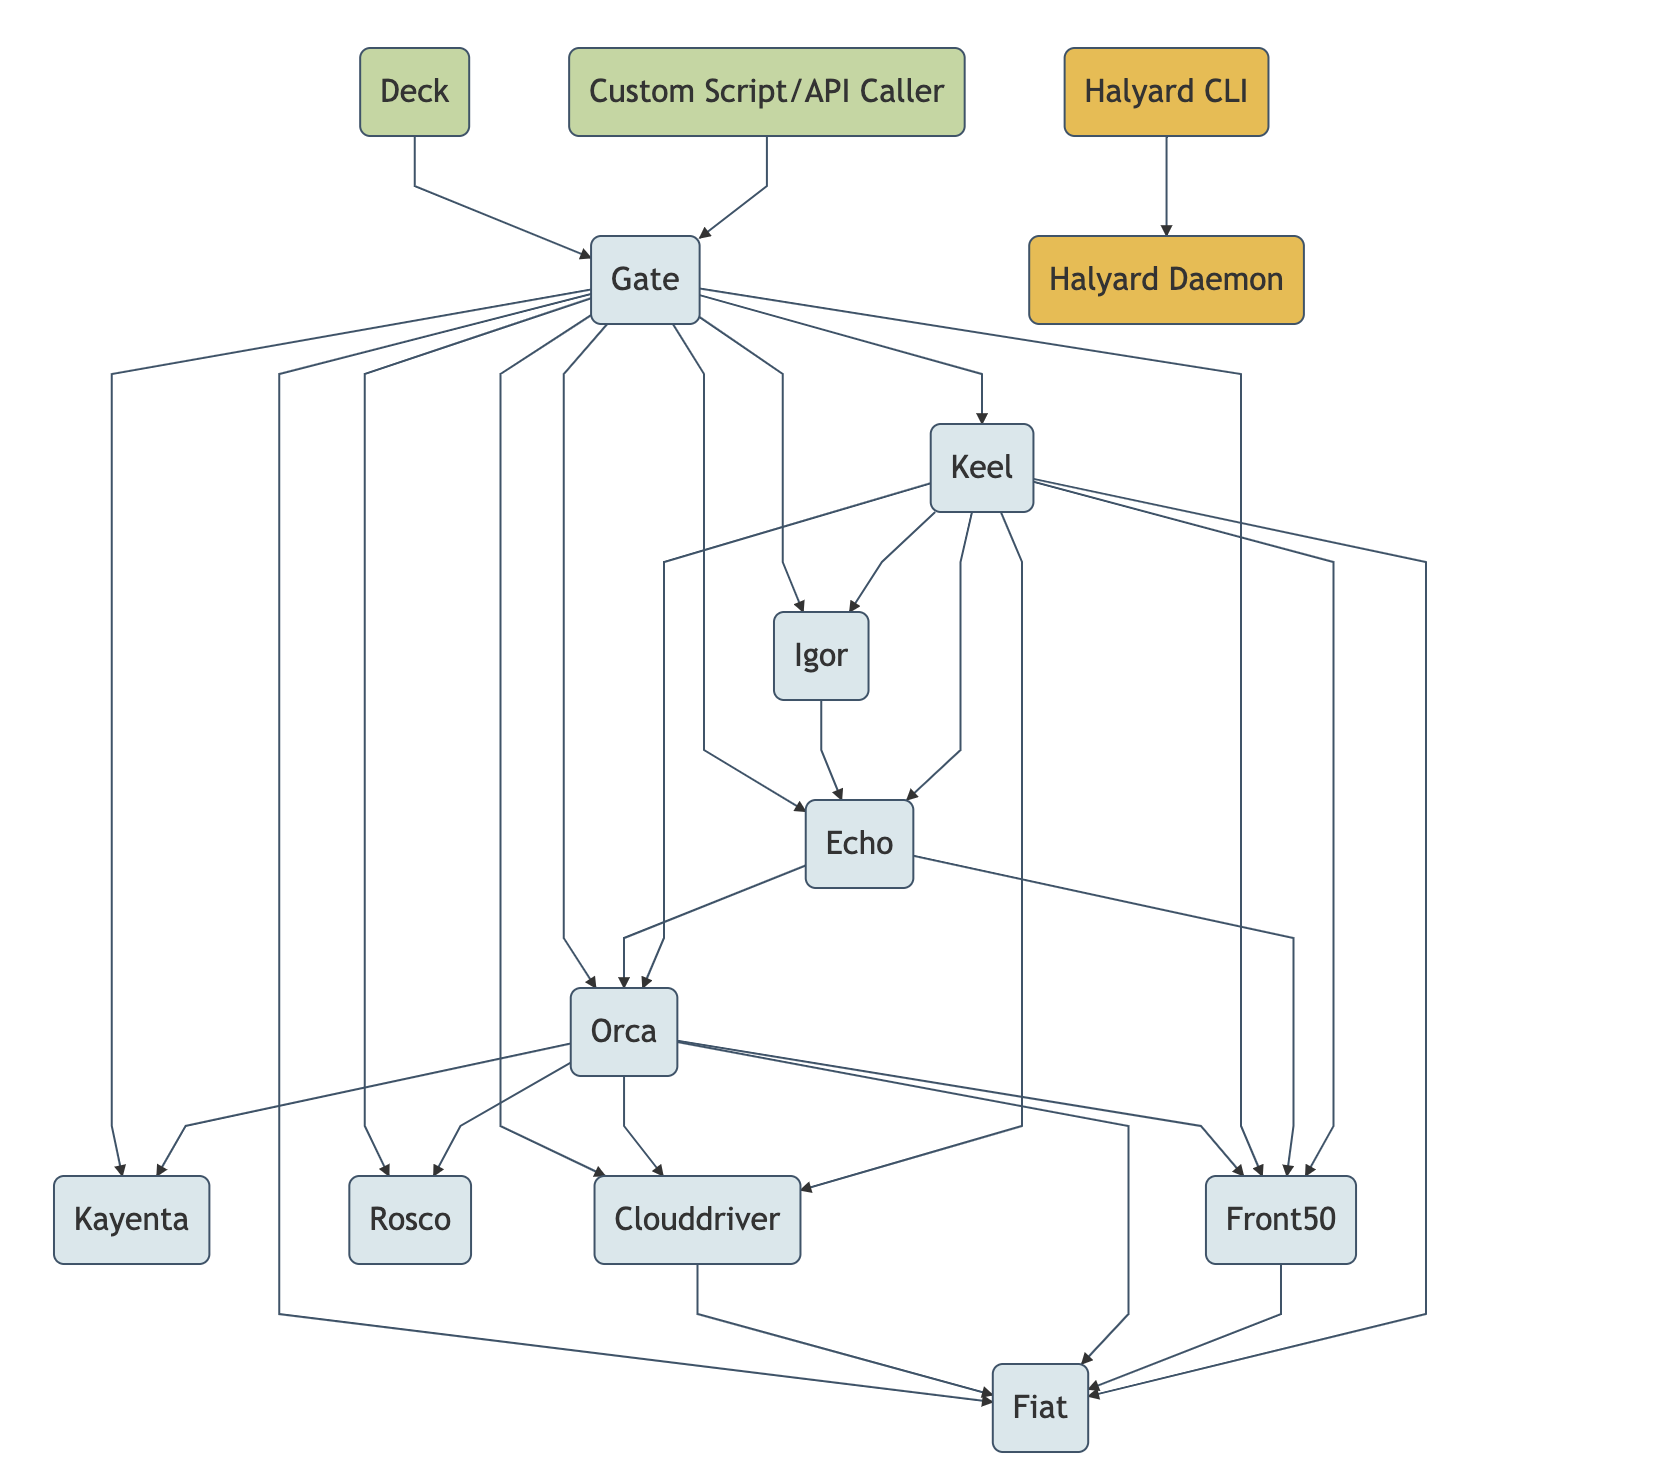 Deck
Custom Script/API Caller
Halyard CLI
Gate
Halyard Daemon
Keel
Igor
Echo
Orca
Kayenta
Rosco
Clouddriver
Front50
Fiat